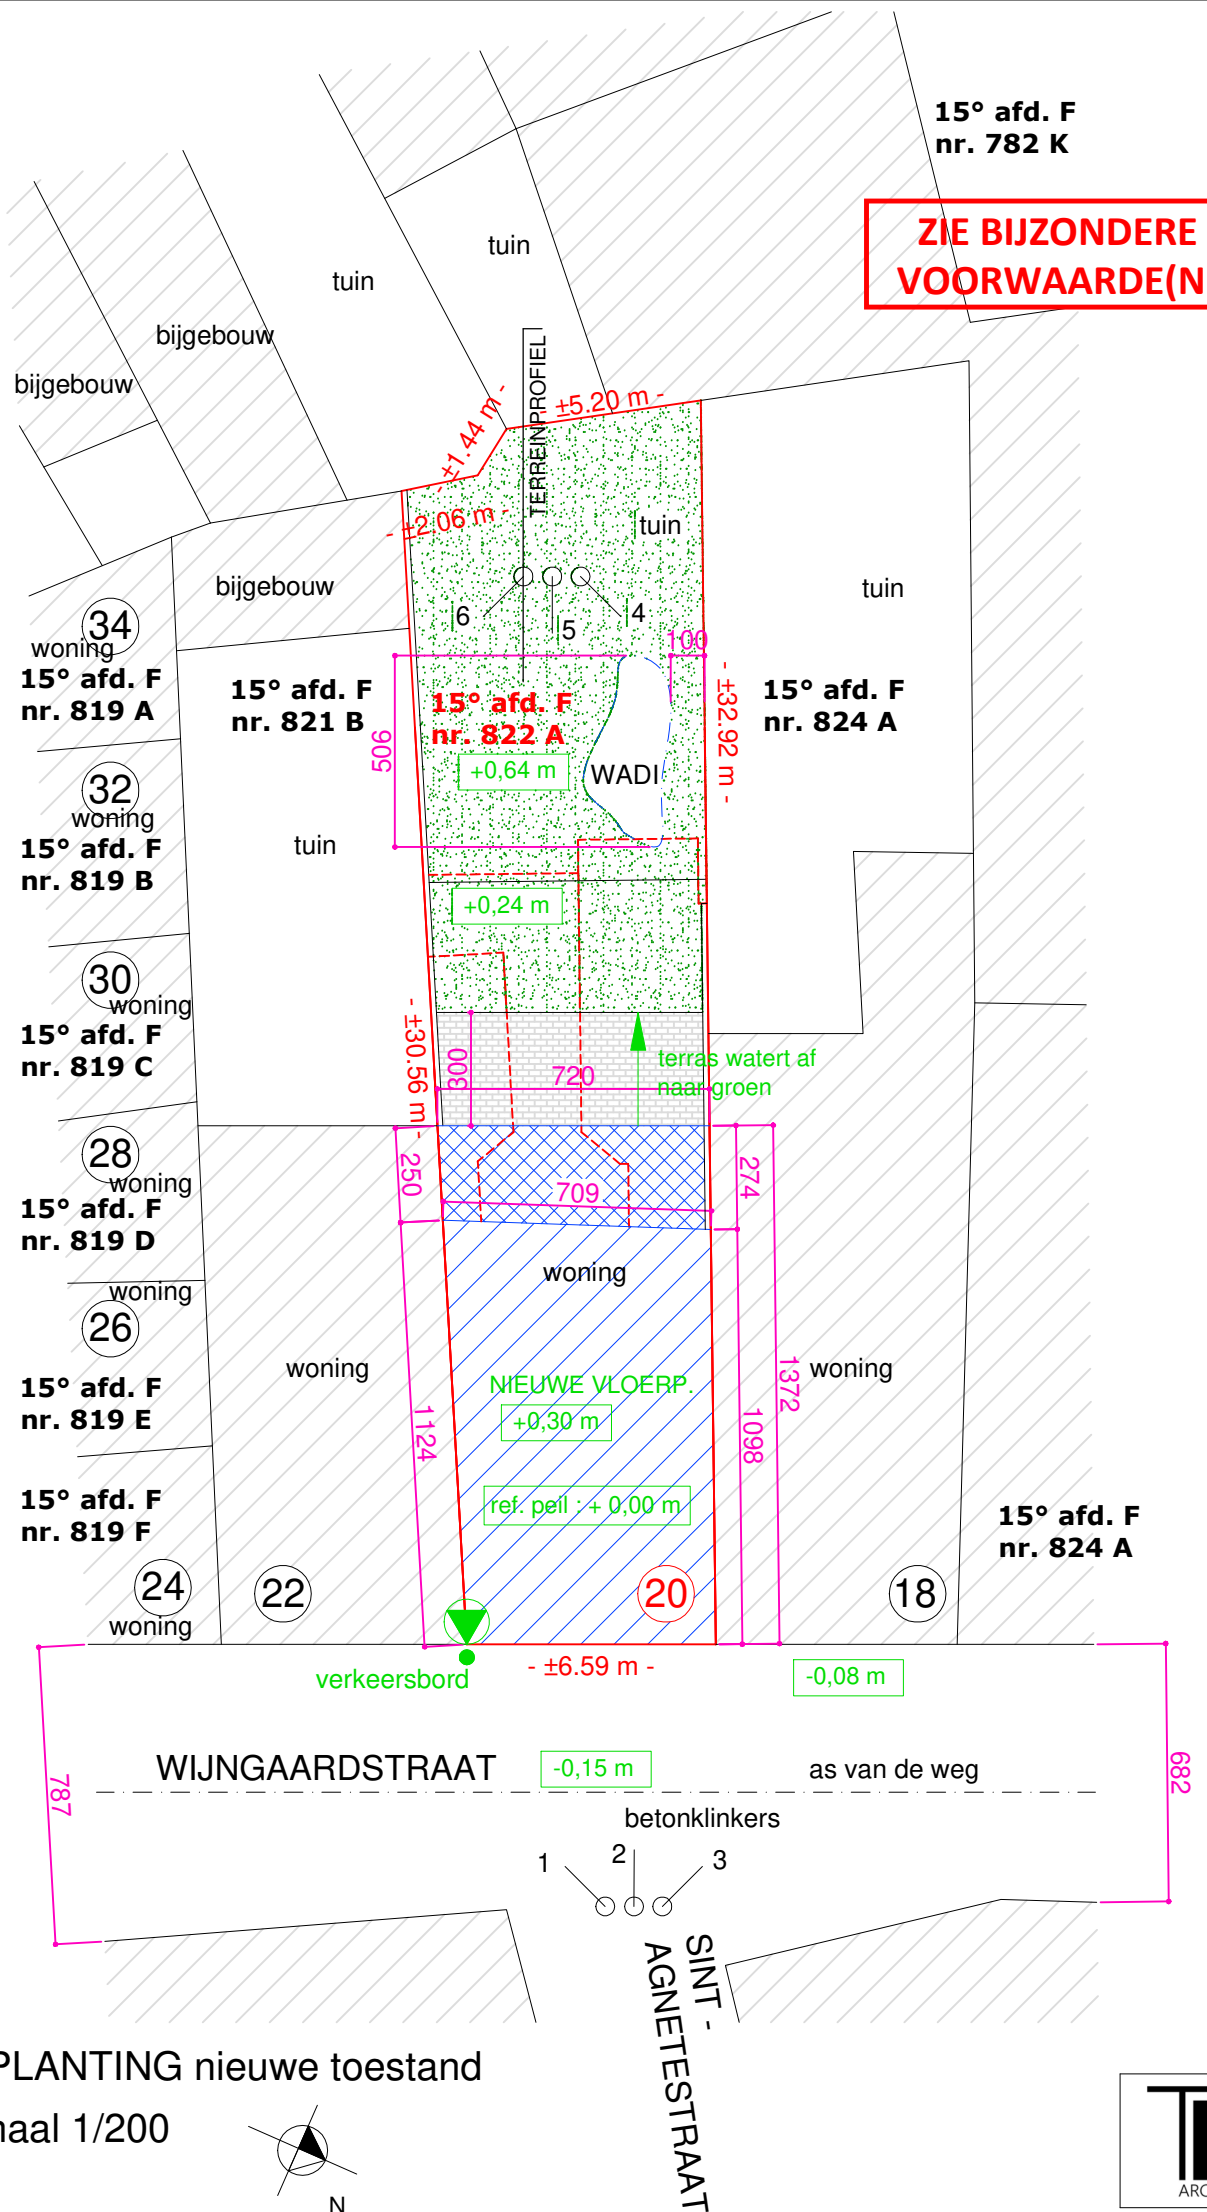 15° afd. F
nr. 782 K
ZIE BIJZONDERE
VOORWAARDE(N
tuin
tuin
bijgebouw
bijgebouw
TERREINPROFIEL
- ±5.20 m -
- ±1.44 m -
- ±2.06 m -
tuin
bijgebouw
tuin
6
5
4
34
woning
15° afd. F
nr. 819 A
15° afd. F
nr. 821 B
15° afd. F
nr. 822 A
100
- ±32.92 m -
15° afd. F
nr. 824 A
506
+0,64 m
WADI
32
woning
15° afd. F
nr. 819 B
tuin
+0,24 m
30
woning
15° afd. F
nr. 819 C
- ±30.56 m -
300
720
terras watert af
naar groen
28
woning
15° afd. F
nr. 819 D
250
709
274
woning
woning
26
15° afd. F
nr. 819 E
woning
NIEUWE VLOERP.
+0,30 m
1124
1098
1372
woning
ref. peil : + 0,00 m
15° afd. F
nr. 819 F
15° afd. F
nr. 824 A
24
woning
22
20
18
verkeersbord
- ±6.59 m -
-0,08 m
WIJNGAARDSTRAAT
-0,15 m
as van de weg
787
682
betonklinkers
1
2
3
SINT -
AGNETESTRAAT
PLANTING nieuwe toestand
haal 1/200
N
ARC